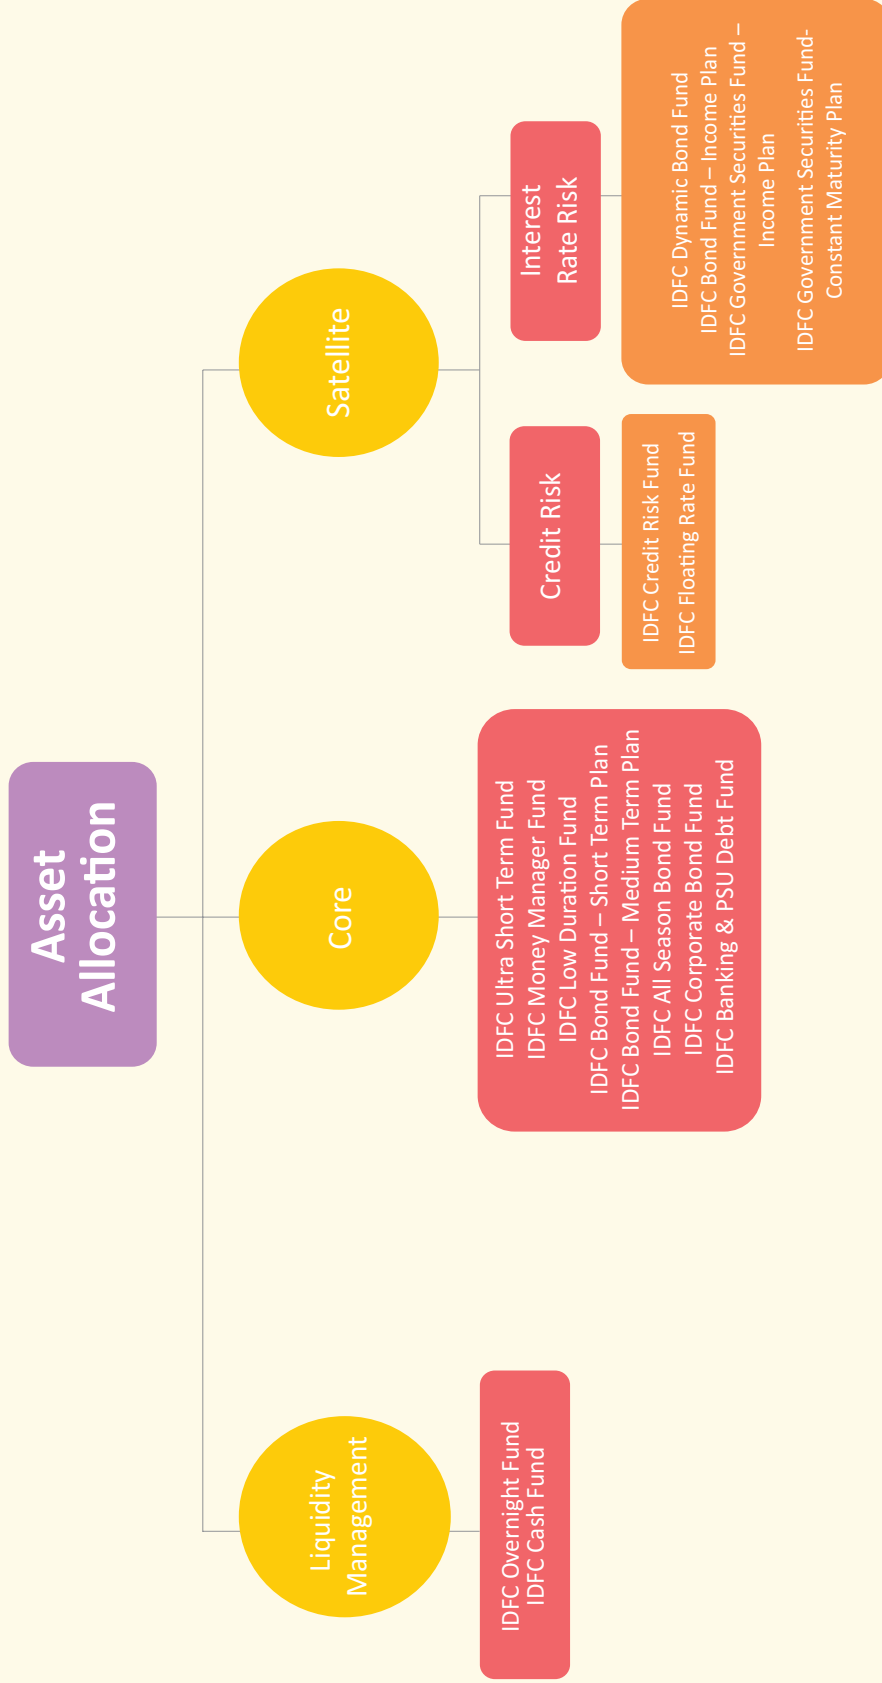 Asset
Allocation
Liquidity
Management
IDFC Overnight Fund
IDFC Cash Fund
Core
IDFC Ultra Short Term Fund
IDFC Money Manager Fund
IDFC Low Duration Fund
IDFC Bond Fund – Short Term Plan
IDFC Bond Fund – Medium Term Plan
IDFC All Season Bond Fund
IDFC Corporate Bond Fund
IDFC Banking & PSU Debt Fund
Satellite
Credit Risk
IDFC Credit Risk Fund
IDFC Floating Rate Fund
Interest
Rate Risk
IDFC Dynamic Bond Fund
IDFC Bond Fund – Income Plan
IDFC Government Securities Fund –
Income Plan
IDFC Government Securities Fund-
Constant Maturity Plan